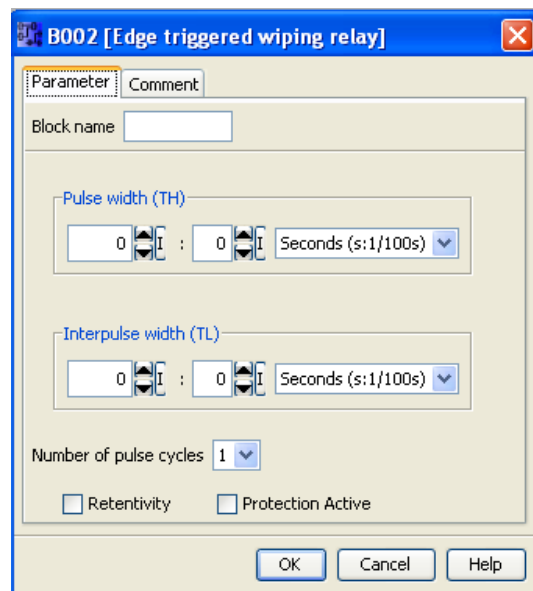 B002 [Edge triggered wiping relay]
Parameter Comment
Block name
Pulse width (TH)
0 : 0 Seconds (s:1/100s)
Interpulse width (TL)
0 : 0 Seconds (s:1/100s)
Number of pulse cycles 1
Retentivity Protection Active
OK Cancel Help